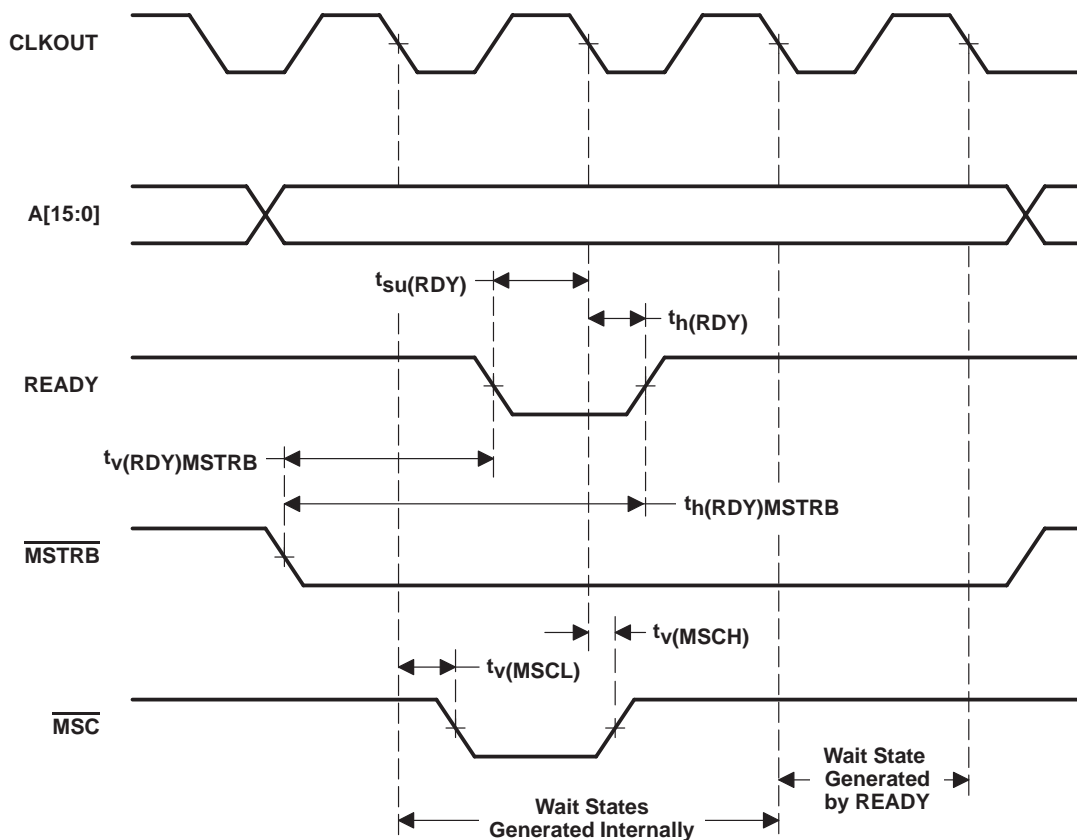 CLKOUT
A[15:0]
tsu(RDY)
th(RDY)
READY
tv(RDY)MSTRB
th(RDY)MSTRB
MSTRB
tv(MSCH)
tv(MSCL)
MSC
Wait State
Generated
by READY
Wait States
Generated Internally